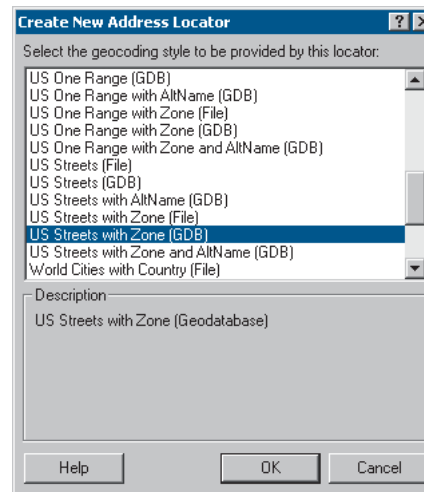 Create New Address Locator
Select the geocoding style to be provided by this locator:
US One Range (GDB)
US One Range with AltName (GDB)
US One Range with Zone (File)
US One Range with Zone (GDB)
US One Range with Zone and AltName (GDB)
US Streets (File)
US Streets (GDB)
US Streets with AltName (GDB)
US Streets with Zone (File)
US Streets with Zone (GDB)
US Streets with Zone and AltName (GDB)
World Cities with Country (File)
Description
US Streets with Zone (Geodatabase)
Help OK Cancel